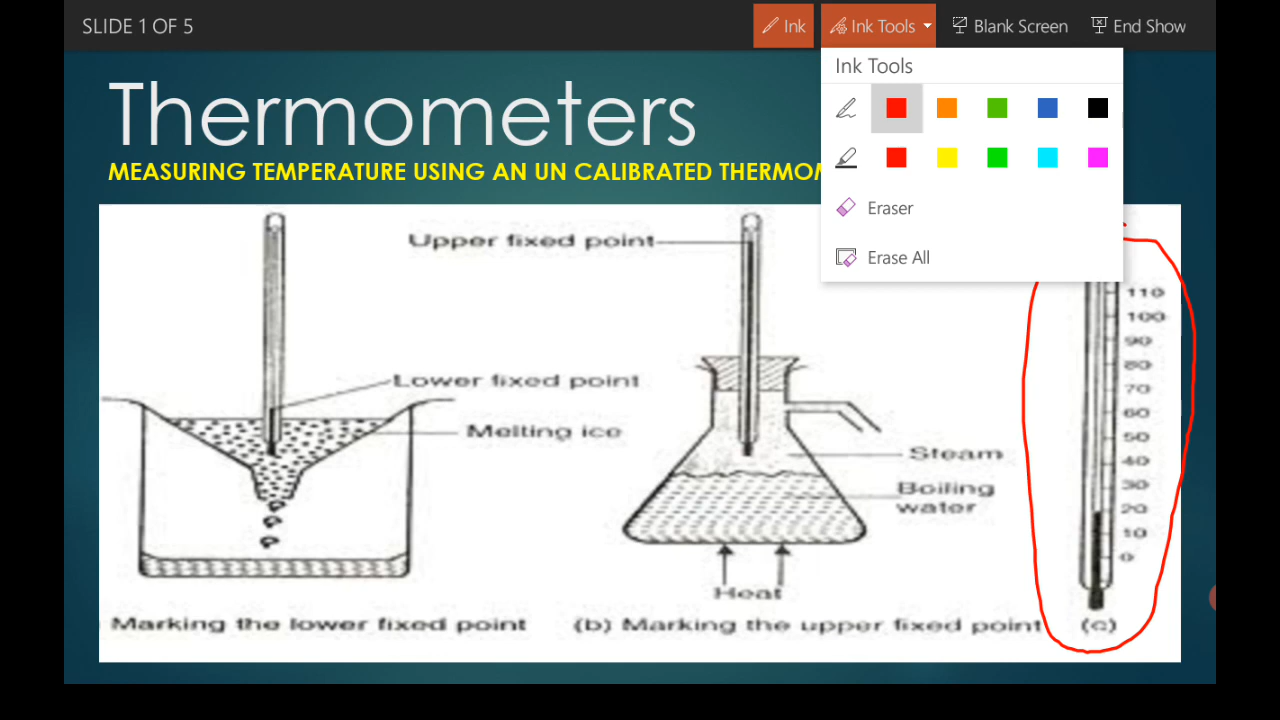 SLIDE 1 OF 5
Ink
Ink Tools
Blank Screen
End Show
Ink Tools
Eraser
Erase All
Thermometers
MEASURING TEMPERATURE USING AN UN CALIBRATED
Upper fixed point
Lower fixed point
Melting ice
Steam
Boiling
water
Heat
110
100
90
80
70
60
50
40
30
20
10
0
Marking the lower fixed point
(b) Marking the upper fixed point
(c)